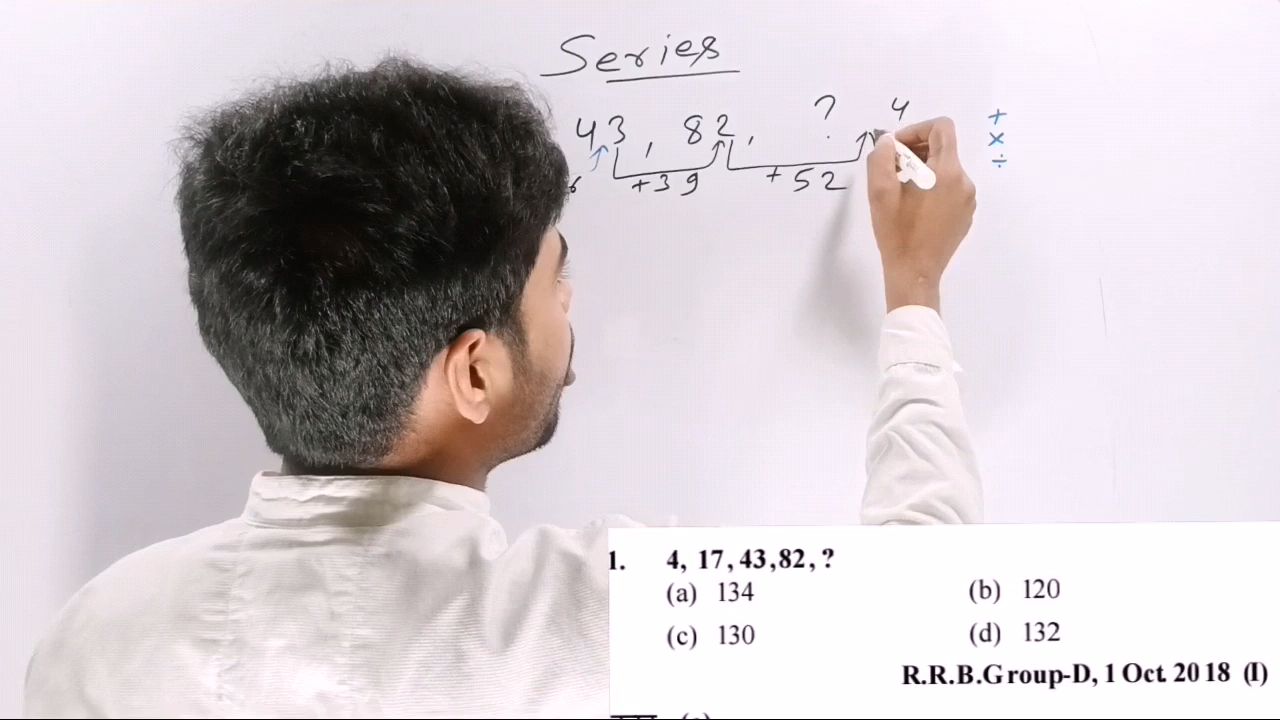 Series
43, 82, ? 4
+39 +52
+
×
÷
1. 4, 17, 43,82, ?
(a) 134 (b) 120
(c) 130 (d) 132
R.R.B.Group-D, 1 Oct. 2018 (I)